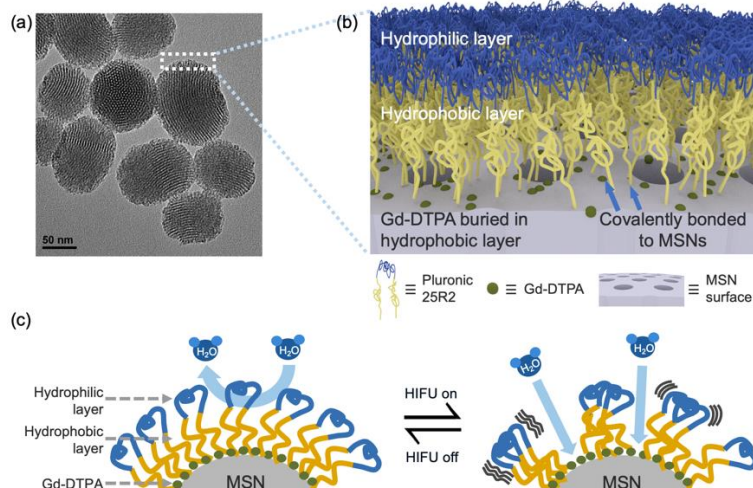 (a)
50 nm
(b)
Hydrophilic layer
Hydrophobic layer
Gd-DTPA buried in
hydrophobic layer
Covalently bonded
to MSNs
≡ Pluronic
25R2
≡ Gd-DTPA
≡ MSN
surface
(c)
H₂O
H₂O
Hydrophilic
layer
Hydrophobic
layer
Gd-DTPA
MSN
HIFU on
HIFU off
H₂O
H₂O
MSN